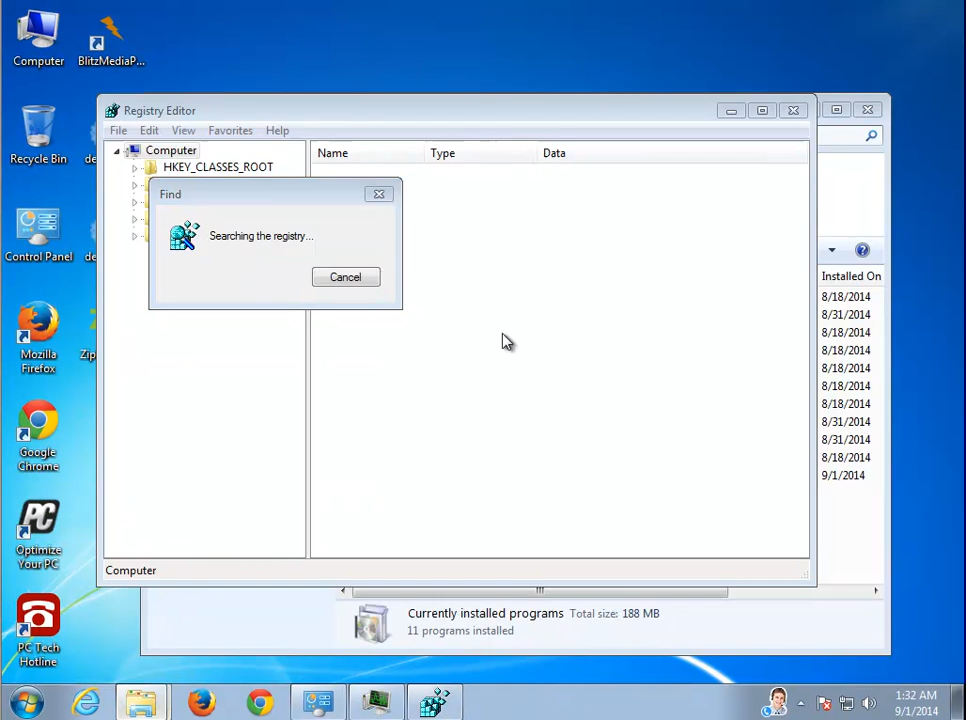 Computer
BlitzMediaP...
Recycle Bin
de
Control Panel
de
Mozilla
Firefox
Zip
Google
Chrome
PC
Optimize
Your PC
PC Tech
Hotline
Registry Editor
File Edit View Favorites Help
Computer
HKEY_CLASSES_ROOT
Name Type Data
Find
Searching the registry...
Cancel
Computer
Installed On
8/18/2014
8/31/2014
8/18/2014
8/18/2014
8/18/2014
8/18/2014
8/18/2014
8/31/2014
8/31/2014
8/18/2014
9/1/2014
Currently installed programs Total size: 188 MB
11 programs installed
1:32 AM
9/1/2014